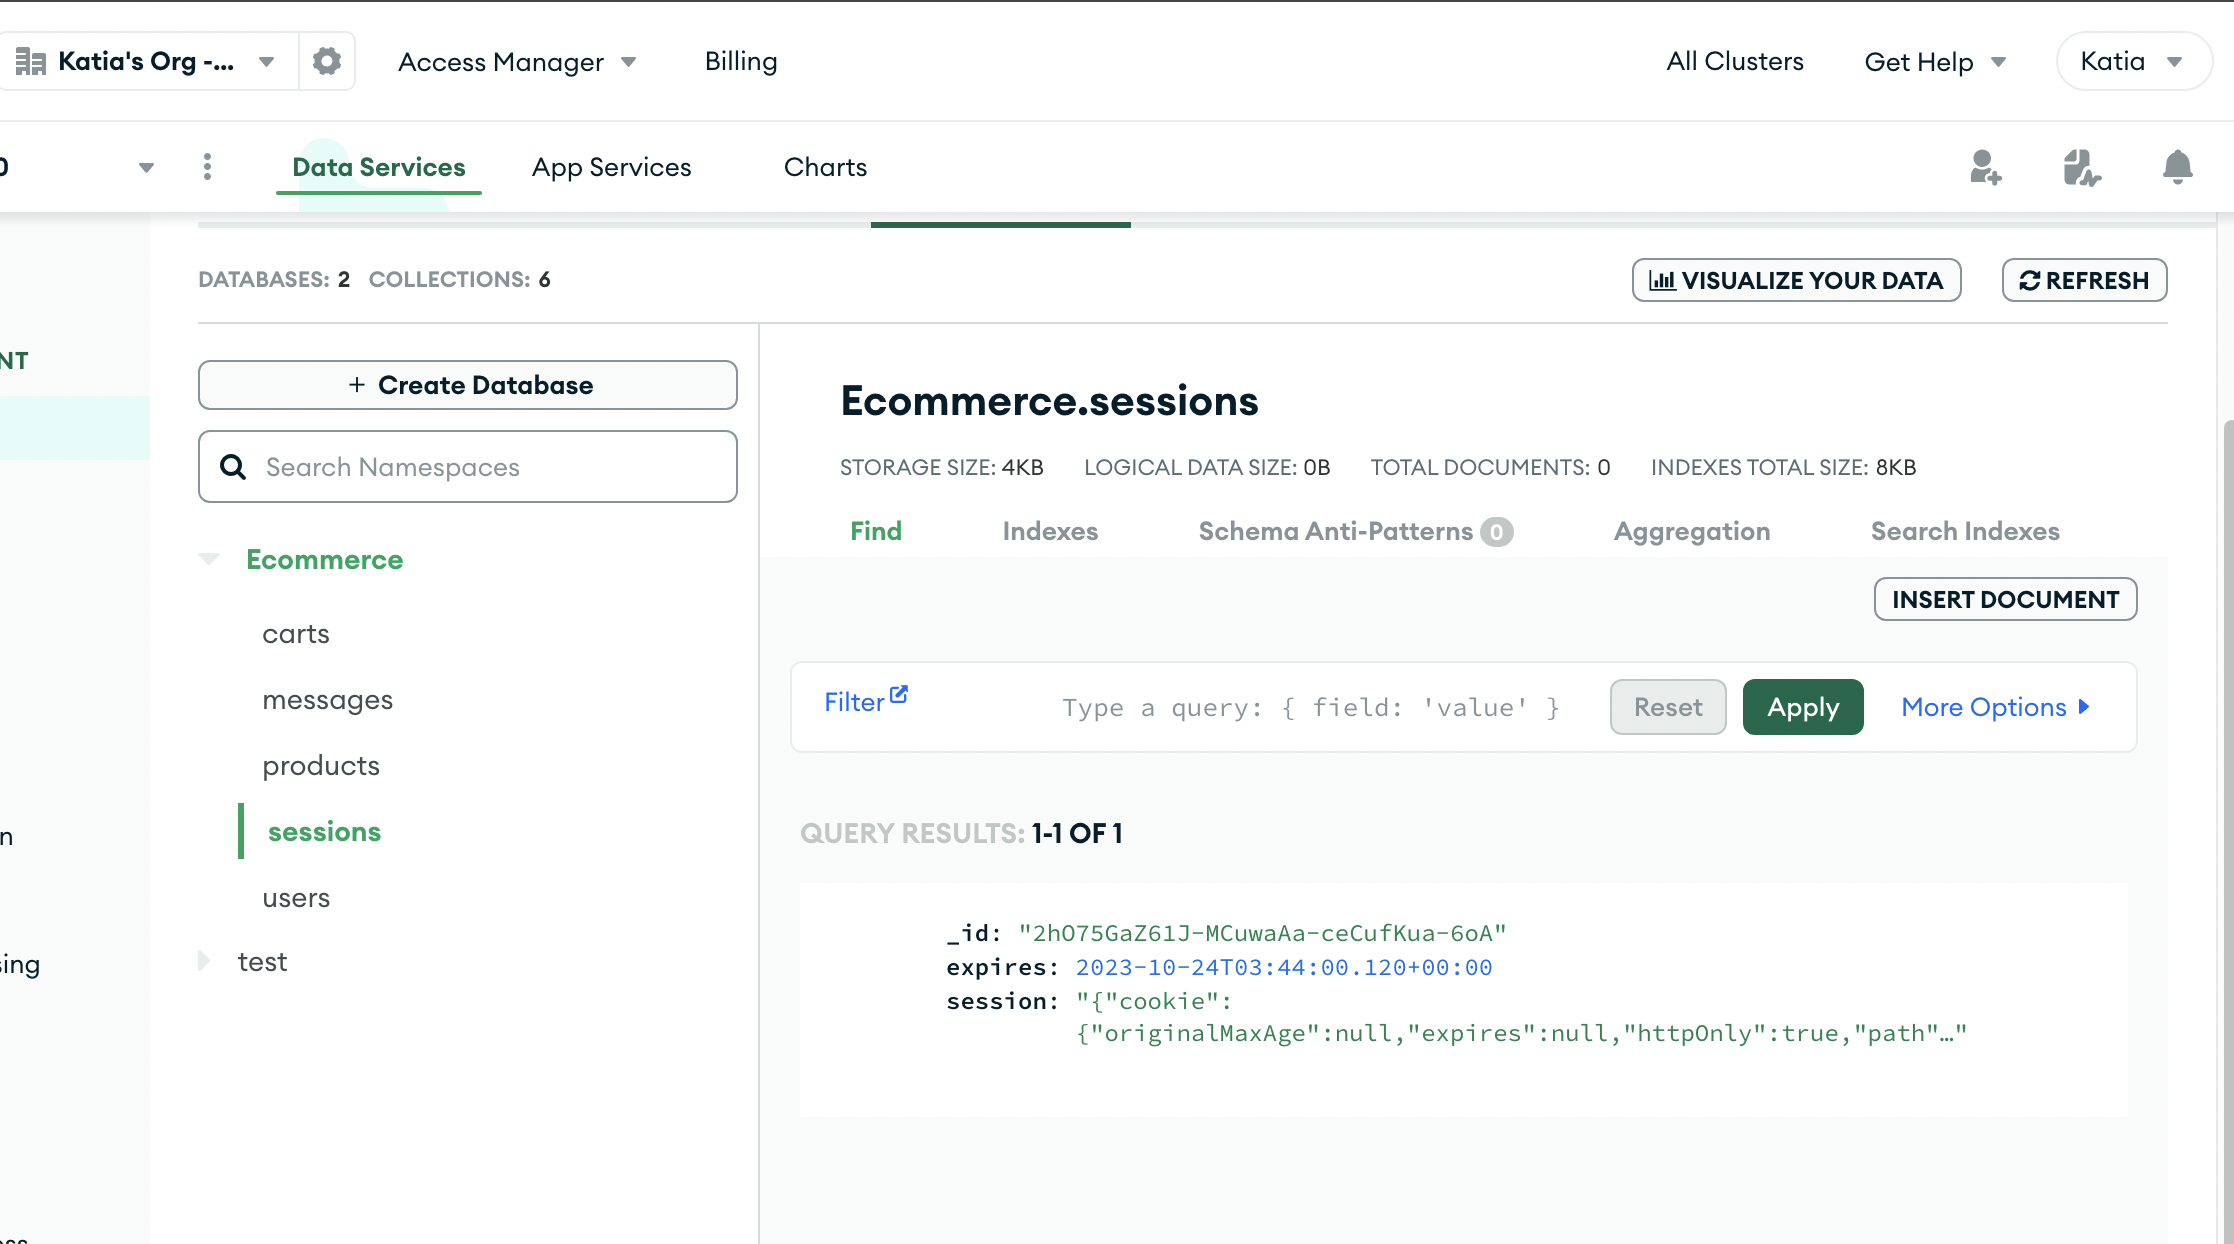 Katia's Org -...
Access Manager
Billing
All Clusters
Get Help
Katia
0
Data Services
App Services
Charts
DATABASES: 2 COLLECTIONS: 6
VISUALIZE YOUR DATA
REFRESH
NT
+ Create Database
Search Namespaces
Ecommerce
carts
messages
products
sessions
users
test
n
sing
Ecommerce.sessions
STORAGE SIZE: 4KB LOGICAL DATA SIZE: 0B TOTAL DOCUMENTS: 0 INDEXES TOTAL SIZE: 8KB
Find Indexes Schema Anti-Patterns 0 Aggregation Search Indexes
INSERT DOCUMENT
Filter
Type a query: { field: 'value' }
Reset
Apply
More Options
QUERY RESULTS: 1-1 OF 1
_id: "2hO75GaZ61J-MCuwaAa-ceCufKua-6oA"
expires: 2023-10-24T03:44:00.120+00:00
session: "{"cookie":
{"originalMaxAge":null,"expires":null,"httpOnly":true,"path"…"